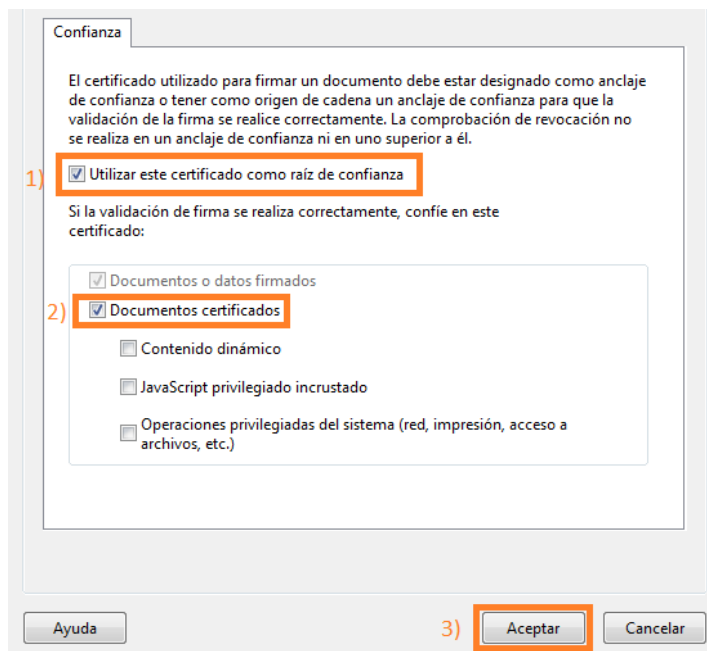 Confianza
El certificado utilizado para firmar un documento debe estar designado como anclaje
de confianza o tener como origen de cadena un anclaje de confianza para que la
validación de la firma se realice correctamente. La comprobación de revocación no
se realiza en un anclaje de confianza ni en uno superior a él.
1) Utilizar este certificado como raíz de confianza
Si la validación de firma se realiza correctamente, confíe en este
certificado:
Documentos o datos firmados
2) Documentos certificados
Contenido dinámico
JavaScript privilegiado incrustado
Operaciones privilegiadas del sistema (red, impresión, acceso a
archivos, etc.)
Ayuda 3) Aceptar Cancelar